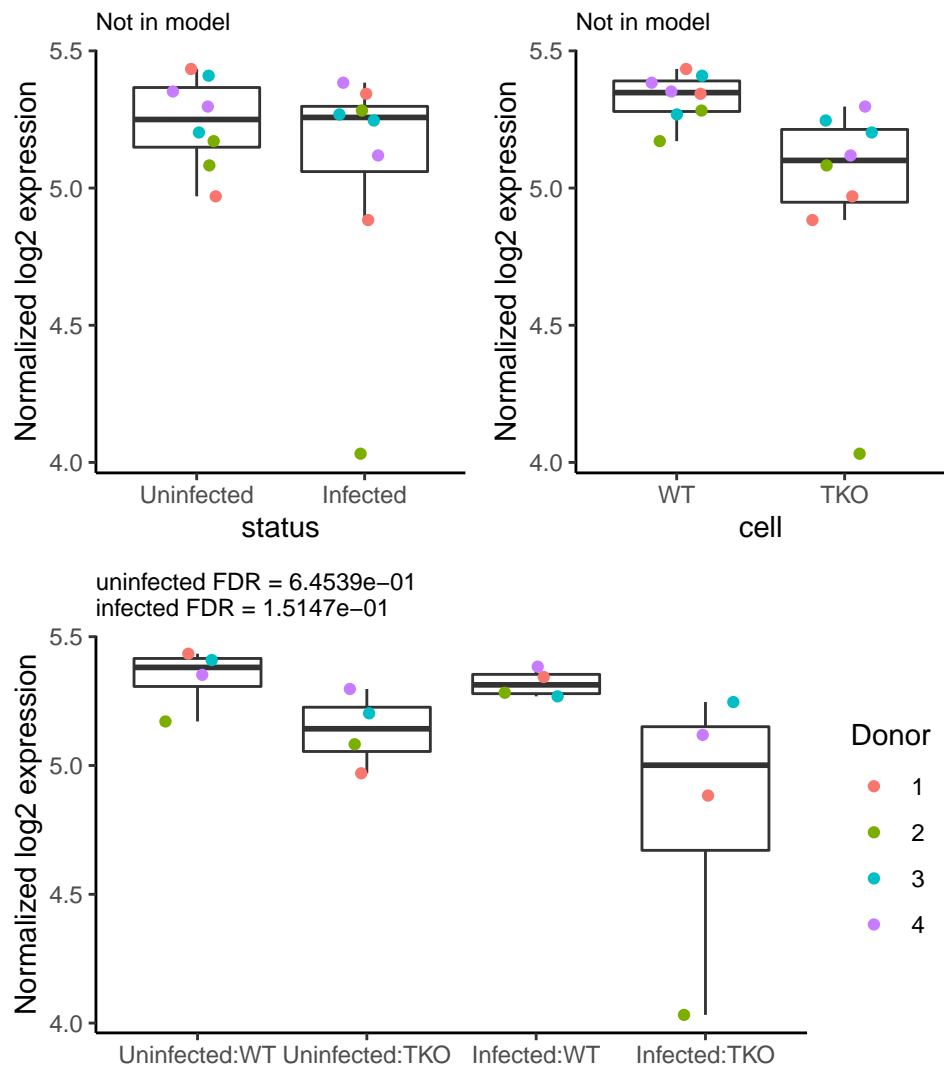 Not in model
Normalized log2 expression
5.5
5.0
4.5
4.0
Uninfected Infected
status
Not in model
Normalized log2 expression
5.5
5.0
4.5
4.0
WT TKO
cell
uninfected FDR = 6.4539e−01
infected FDR = 1.5147e−01
Normalized log2 expression
5.5
5.0
4.5
4.0
Uninfected:WT Uninfected:TKO Infected:WT Infected:TKO
Donor
1
2
3
4